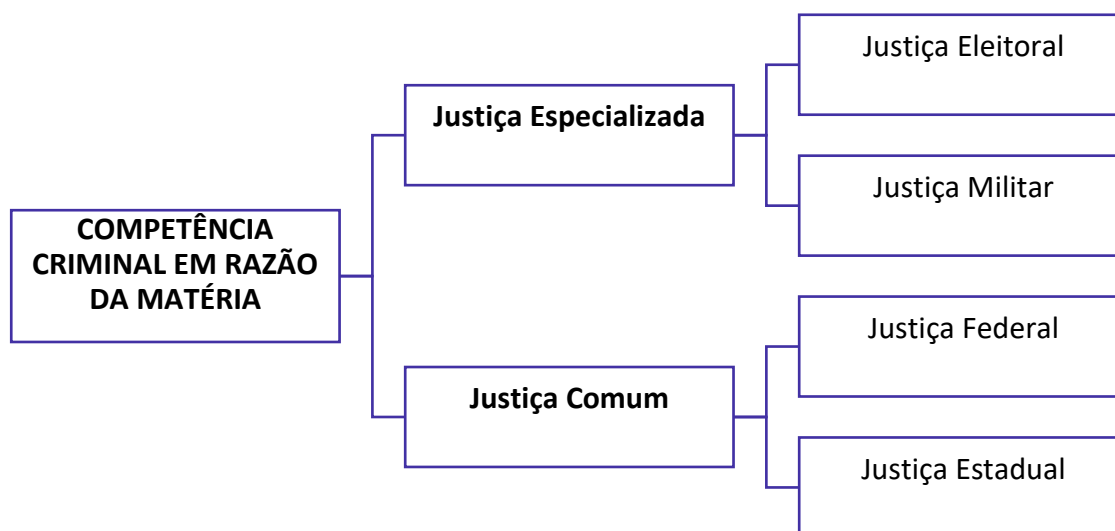 COMPETÊNCIA
CRIMINAL EM RAZÃO
DA MATÉRIA
Justiça Especializada
Justiça Eleitoral
Justiça Militar
Justiça Comum
Justiça Federal
Justiça Estadual